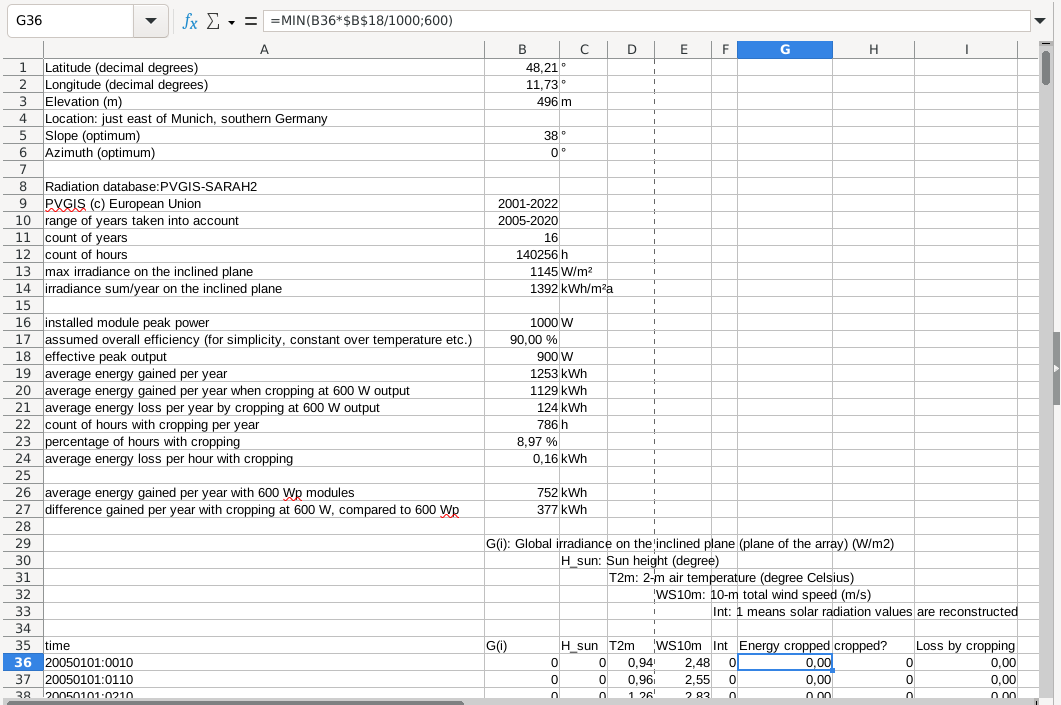 G36 fx Σ = =MIN(B36*$B$18/1000;600)
A B C D E F G H I
1 Latitude (decimal degrees) 48,21 °
2 Longitude (decimal degrees) 11,73 °
3 Elevation (m) 496 m
4 Location: just east of Munich, southern Germany
5 Slope (optimum) 38 °
6 Azimuth (optimum) 0 °
7
8 Radiation database:PVGIS-SARAH2
9 PVGIS (c) European Union 2001-2022
10 range of years taken into account 2005-2020
11 count of years 16
12 count of hours 140256 h
13 max irradiance on the inclined plane 1145 W/m²
14 irradiance sum/year on the inclined plane 1392 kWh/m²a
15
16 installed module peak power 1000 W
17 assumed overall efficiency (for simplicity, constant over temperature etc.) 90,00 %
18 effective peak output 900 W
19 average energy gained per year 1253 kWh
20 average energy gained per year when cropping at 600 W output 1129 kWh
21 average energy loss per year by cropping at 600 W output 124 kWh
22 count of hours with cropping per year 786 h
23 percentage of hours with cropping 8,97 %
24 average energy loss per hour with cropping 0,16 kWh
25
26 average energy gained per year with 600 Wp modules 752 kWh
27 difference gained per year with cropping at 600 W, compared to 600 Wp 377 kWh
28
29 G(i): Global irradiance on the inclined plane (plane of the array) (W/m2)
30 H_sun: Sun height (degree)
31 T2m: 2-m air temperature (degree Celsius)
32 WS10m: 10-m total wind speed (m/s)
33 Int: 1 means solar radiation values are reconstructed
34
35 time G(i) H_sun T2m WS10m Int Energy cropped cropped? Loss by cropping
36 20050101:0010 0 0 0,94 2,48 0 0,00 0 0,00
37 20050101:0110 0 0 0,96 2,55 0 0,00 0 0,00
38 20050101:0210 0 0 1,26 2,83 0 0,00 0 0,00